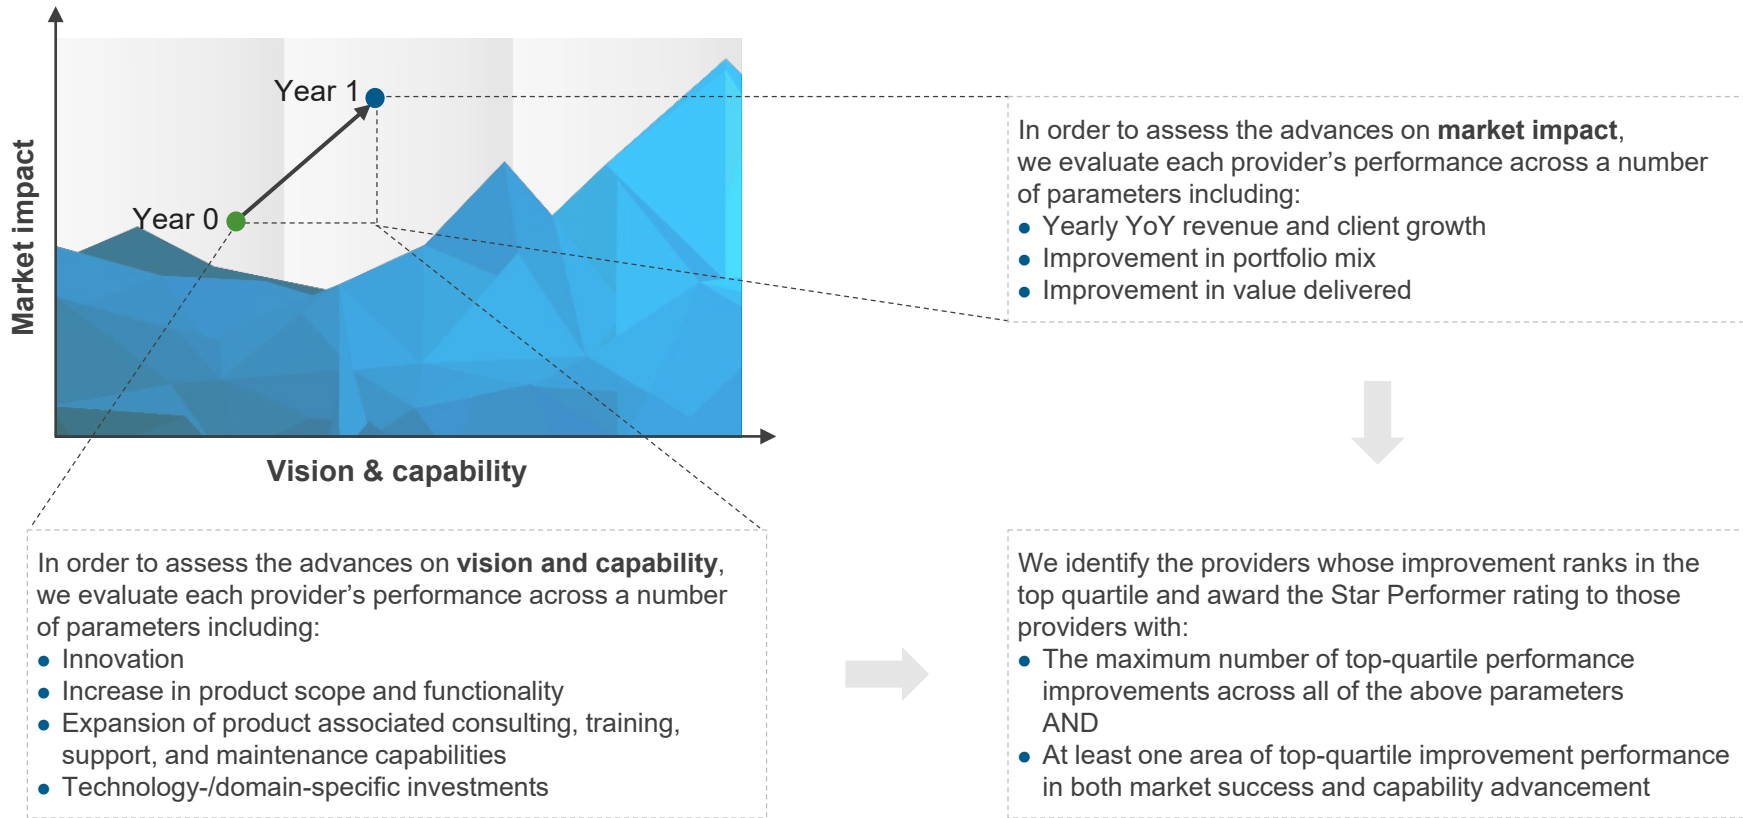 Market impact
Year 1
Year 0
Vision & capability
In order to assess the advances on market impact,
we evaluate each provider’s performance across a number
of parameters including:
● Yearly YoY revenue and client growth
● Improvement in portfolio mix
● Improvement in value delivered
In order to assess the advances on vision and capability,
we evaluate each provider’s performance across a number
of parameters including:
● Innovation
● Increase in product scope and functionality
● Expansion of product associated consulting, training,
support, and maintenance capabilities
● Technology-/domain-specific investments
We identify the providers whose improvement ranks in the
top quartile and award the Star Performer rating to those
providers with:
● The maximum number of top-quartile performance
improvements across all of the above parameters
AND
● At least one area of top-quartile improvement performance
in both market success and capability advancement